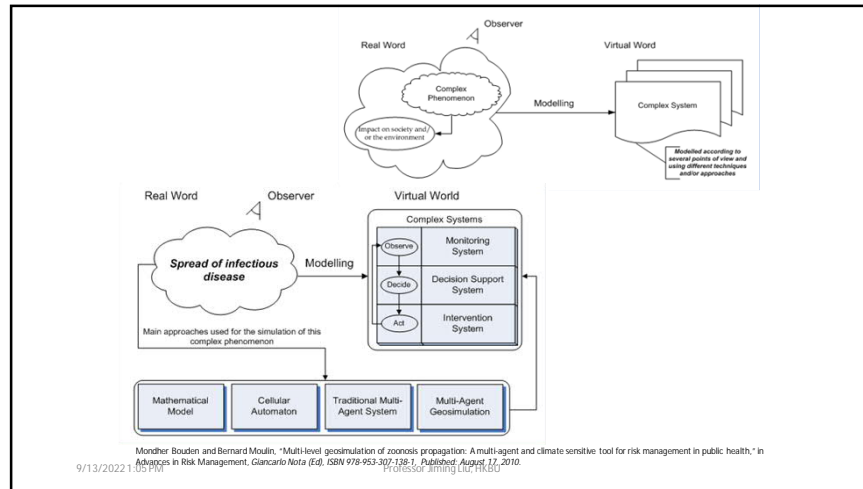 Observer
Real Word
Virtual Word
Complex
Phenomenon
Impact on society and/
or the environment
Modelling
Complex System
Modelled according to
several points of view and
using different techniques
and/or approaches
Real Word
Observer
Virtual World
Spread of infectious
disease
Modelling
Complex Systems
Observe
Monitoring
System
Decide
Decision Support
System
Act
Intervention
System
Main approaches used for the simulation of this
complex phenomenon
Mathematical
Model
Cellular
Automaton
Traditional Multi-
Agent System
Multi-Agent
Geosimulation
Mondher Bouden and Bernard Moulin, "Multi-level geosimulation of zoonosis propagation: A multi-agent and climate sensitive tool for risk management in public health," in
Advances in Risk Management, Giancarlo Nota (Ed), ISBN 978-953-307-138-1, Published: August 17, 2010.
9/13/2022 1:05 PM
Professor Jiming Liu, HKBU